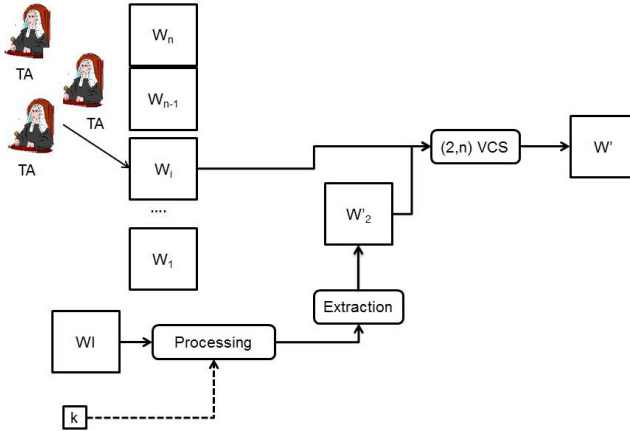 TA
TA
TA
Wn
Wn-1
Wi
....
W1
(2,n) VCS
W'
W'2
Extraction
WI
Processing
k